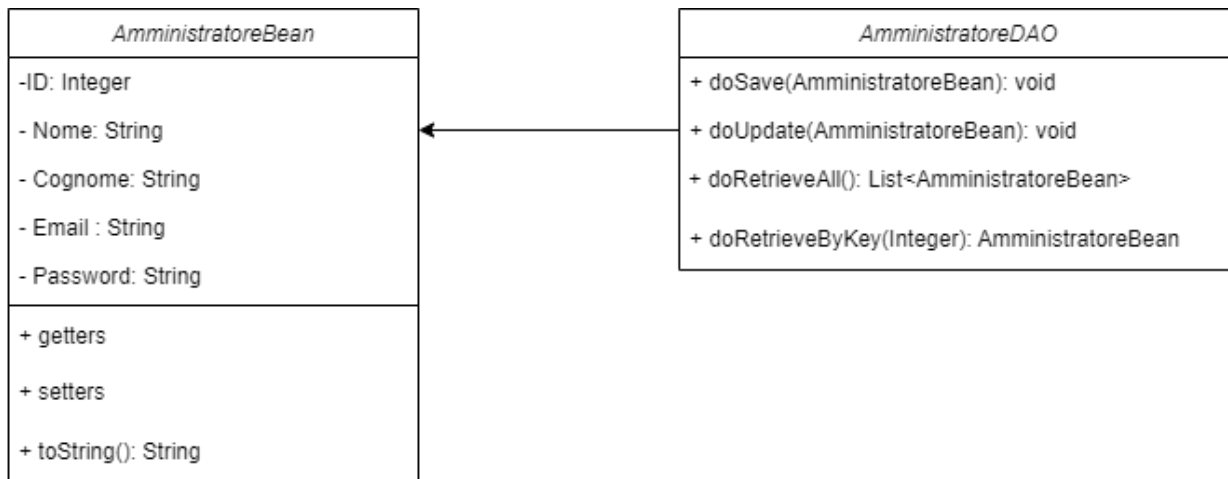 AmministratoreBean
-ID: Integer
- Nome: String
- Cognome: String
- Email : String
- Password: String
+ getters
+ setters
+ toString(): String
AmministratoreDAO
+ doSave(AmministratoreBean): void
+ doUpdate(AmministratoreBean): void
+ doRetrieveAll(): List<AmministratoreBean>
+ doRetrieveByKey(Integer): AmministratoreBean